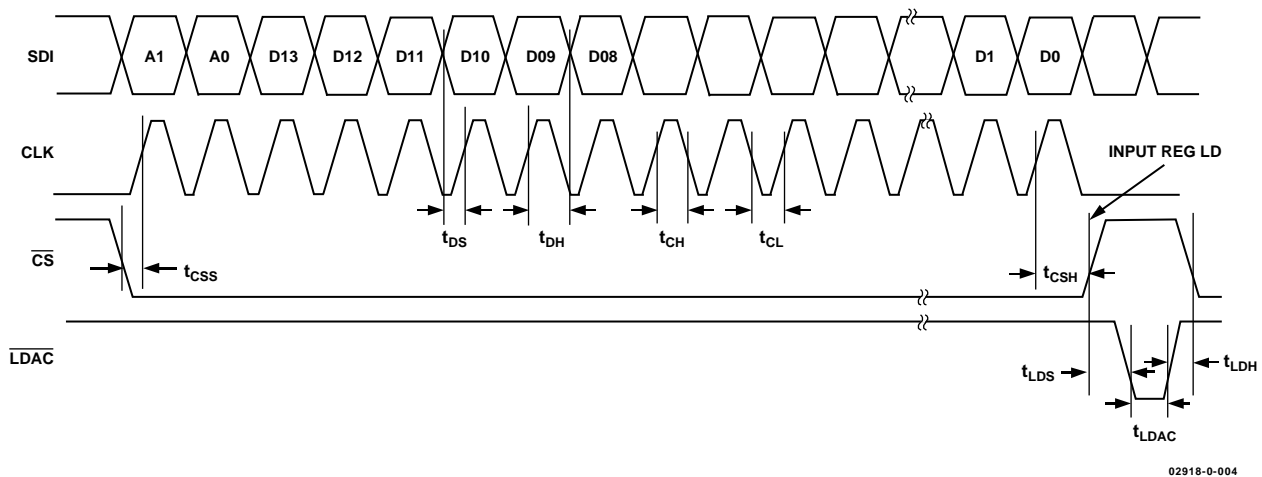 SDI A1 A0 D13 D12 D11 D10 D09 D08 D1 D0
CLK
INPUT REG LD
tDS tDH tCH tCL
CS tCSS tCSH
LDAC
tLDS tLDH
tLDAC
02918-0-004